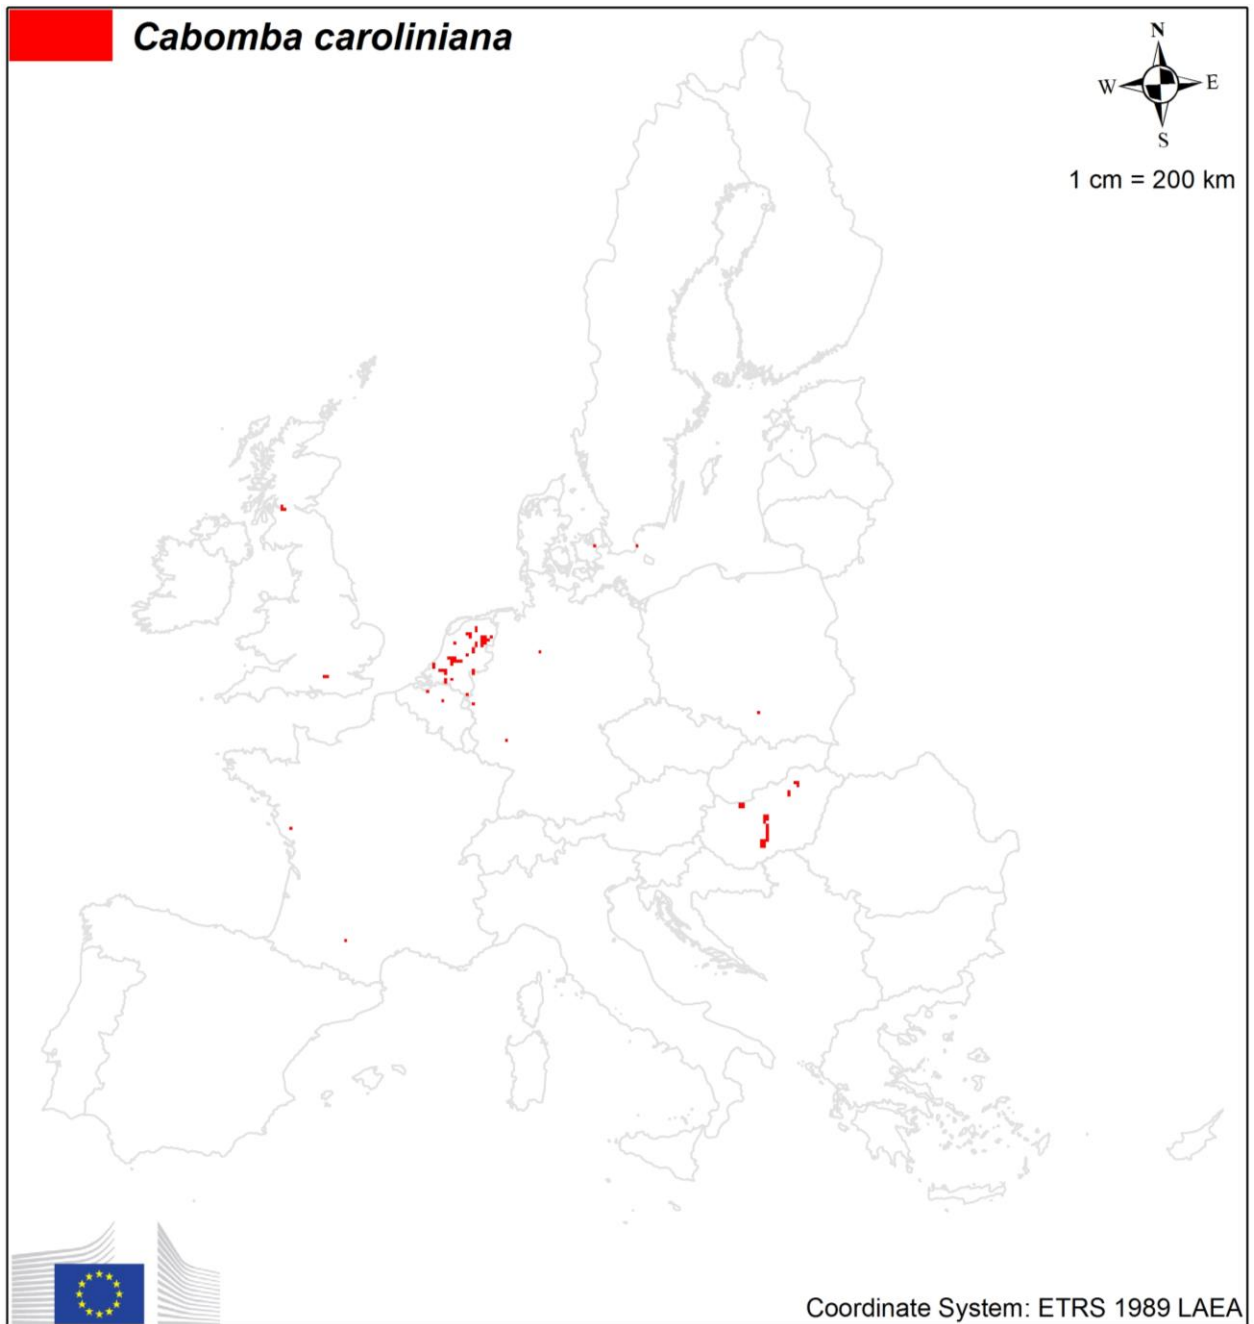 Cabomba caroliniana
N
W E
S
1 cm = 200 km
Coordinate System: ETRS 1989 LAEA